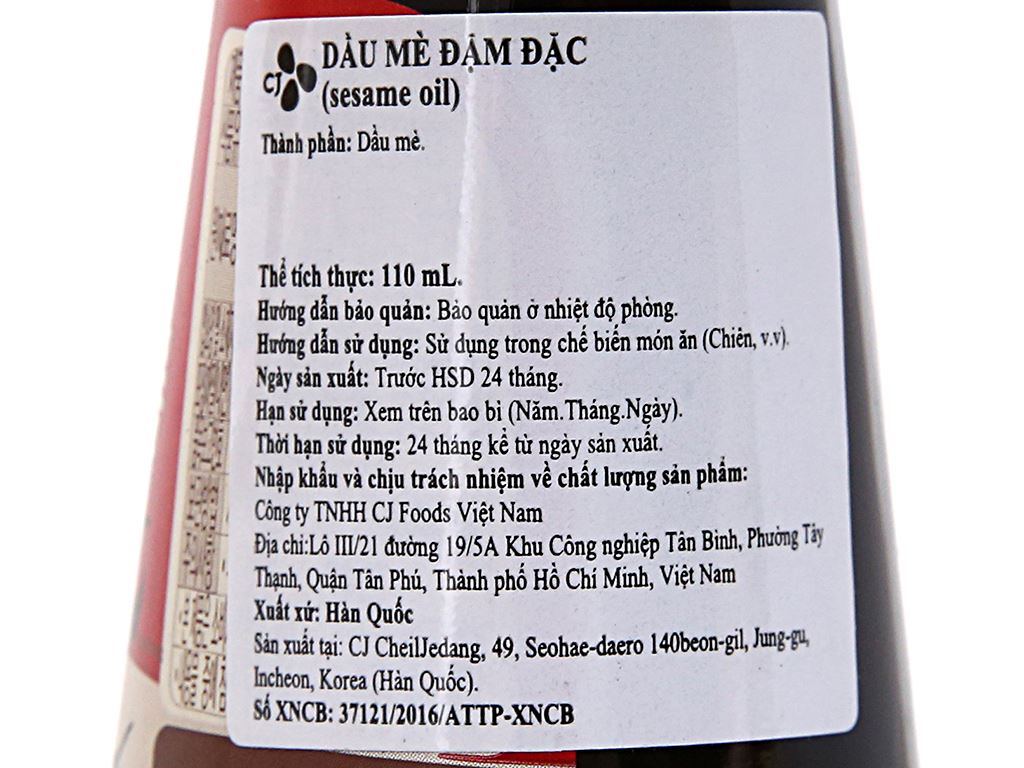 CJ
DẦU MÈ ĐẬM ĐẶC
(sesame oil)
Thành phần: Dầu mè.
Thể tích thực: 110 mL.
Hướng dẫn bảo quản: Bảo quản ở nhiệt độ phòng.
Hướng dẫn sử dụng: Sử dụng trong chế biến món ăn (Chiên, v.v).
Ngày sản xuất: Trước HSD 24 tháng.
Hạn sử dụng: Xem trên bao bì (Năm.Tháng.Ngày).
Thời hạn sử dụng: 24 tháng kể từ ngày sản xuất.
Nhập khẩu và chịu trách nhiệm về chất lượng sản phẩm:
Công ty TNHH CJ Foods Việt Nam
Địa chỉ:Lô III/21 đường 19/5A Khu Công nghiệp Tân Bình, Phường Tây
Thạnh, Quận Tân Phú, Thành phố Hồ Chí Minh, Việt Nam
Xuất xứ: Hàn Quốc
Sản xuất tại: CJ CheilJedang, 49, Seohae-daero 140beon-gil, Jung-gu,
Incheon, Korea (Hàn Quốc).
Số XNCB: 37121/2016/ATTP-XNCB